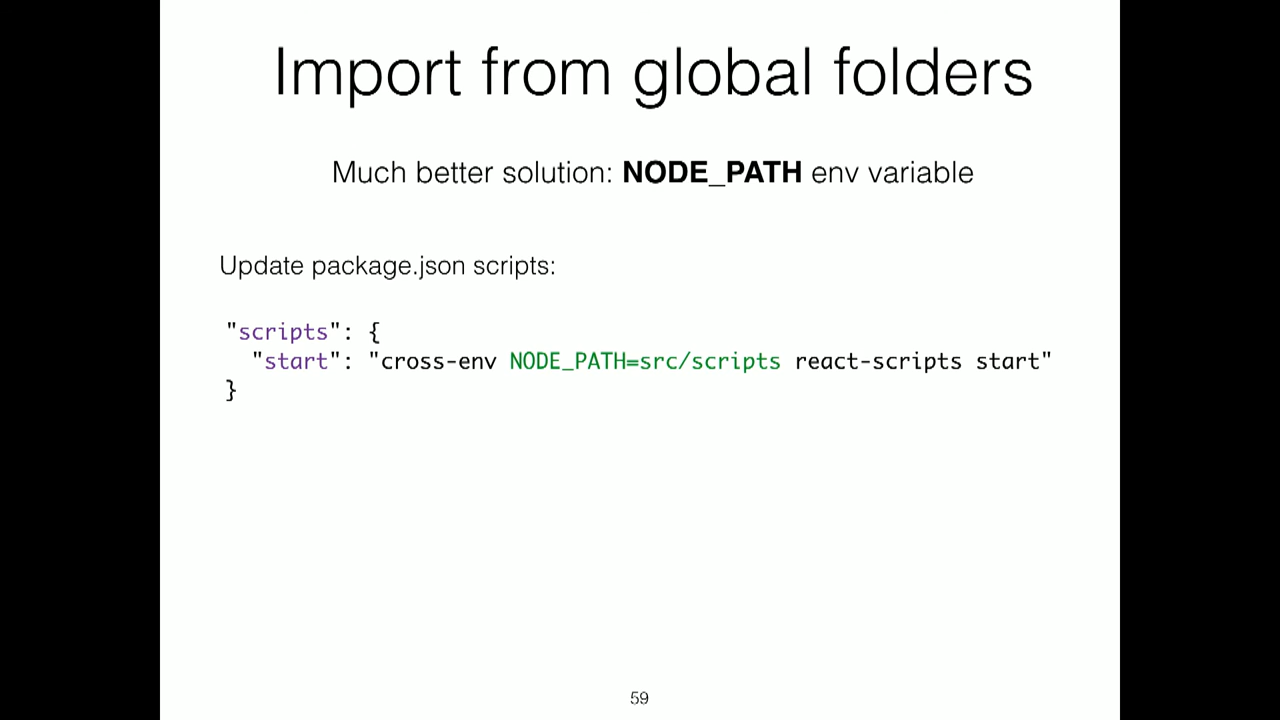 Import from global folders
Much better solution: NODE_PATH env variable
Update package.json scripts:
"scripts": {
"start": "cross-env NODE_PATH=src/scripts react-scripts start"
}
59